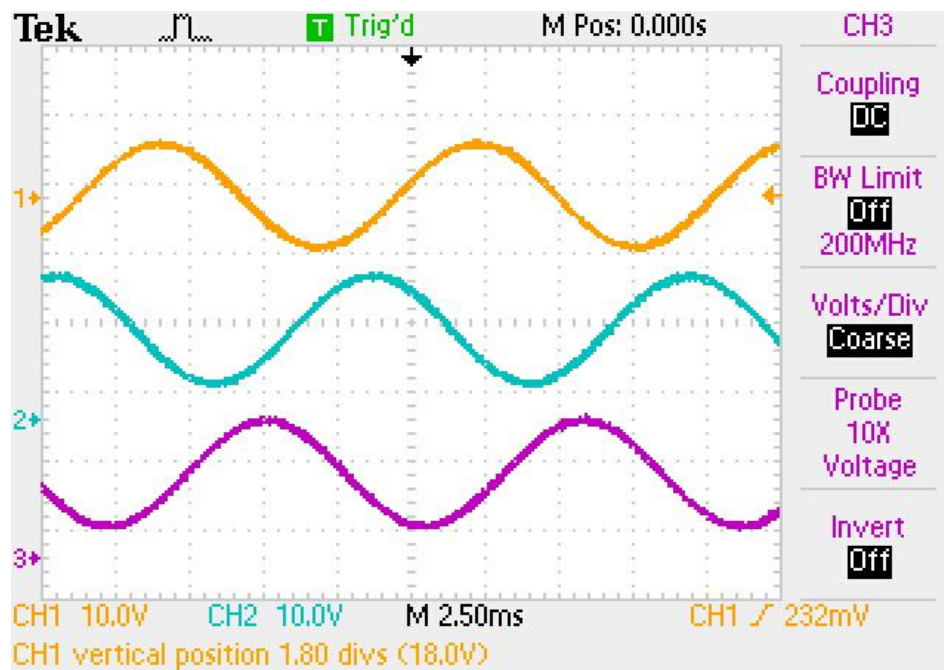 Tek T Trig'd M Pos: 0.000s CH3
Coupling
DC
1
BW Limit
Off
200MHz
Volts/Div
Coarse
2
Probe
10X
Voltage
Invert
3
Off
CH1 10.0V CH2 10.0V M 2.50ms CH1 / 232mV
CH1 vertical position 1.80 divs (18.0V)